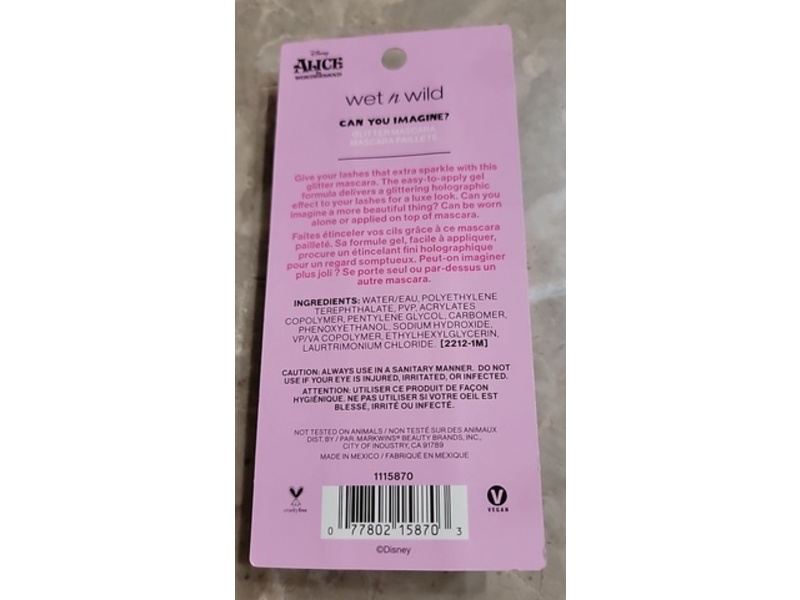 Disney
ALICE
IN
WONDERLAND
wet n wild
CAN YOU IMAGINE?
GLITTER MASCARA
MASCARA PAILLETÉ
Give your lashes that extra sparkle with this
glitter mascara. The easy-to-apply gel
formula delivers a glittering holographic
effect to your lashes for a luxe look. Can you
imagine a more beautiful thing? Can be worn
alone or applied on top of mascara.
Faites étinceler vos cils grâce à ce mascara
pailleté. Sa formule gel, facile à appliquer,
procure un étincelant fini holographique
pour un regard somptueux. Peut-on imaginer
plus joli ? Se porte seul ou par-dessus un
autre mascara.
INGREDIENTS: WATER/EAU, POLYETHYLENE
TEREPHTHALATE, PVP, ACRYLATES
COPOLYMER, PENTYLENE GLYCOL, CARBOMER,
PHENOXYETHANOL, SODIUM HYDROXIDE,
VP/VA COPOLYMER, ETHYLHEXYLGLYCERIN,
LAURTRIMONIUM CHLORIDE. [2212-1M]
CAUTION: ALWAYS USE IN A SANITARY MANNER. DO NOT
USE IF YOUR EYE IS INJURED, IRRITATED, OR INFECTED.
ATTENTION: UTILISER CE PRODUIT DE FAÇON
HYGIÉNIQUE. NE PAS UTILISER SI VOTRE OEIL EST
BLESSÉ, IRRITÉ OU INFECTÉ.
NOT TESTED ON ANIMALS / NON TESTÉ SUR DES ANIMAUX.
DIST. BY / PAR: MARKWINS® BEAUTY BRANDS, INC.,
CITY OF INDUSTRY, CA 91789
MADE IN MEXICO / FABRIQUÉ EN MEXIQUE
1115870
crueltyfree
VEGAN
0 77802 15870 3
©Disney